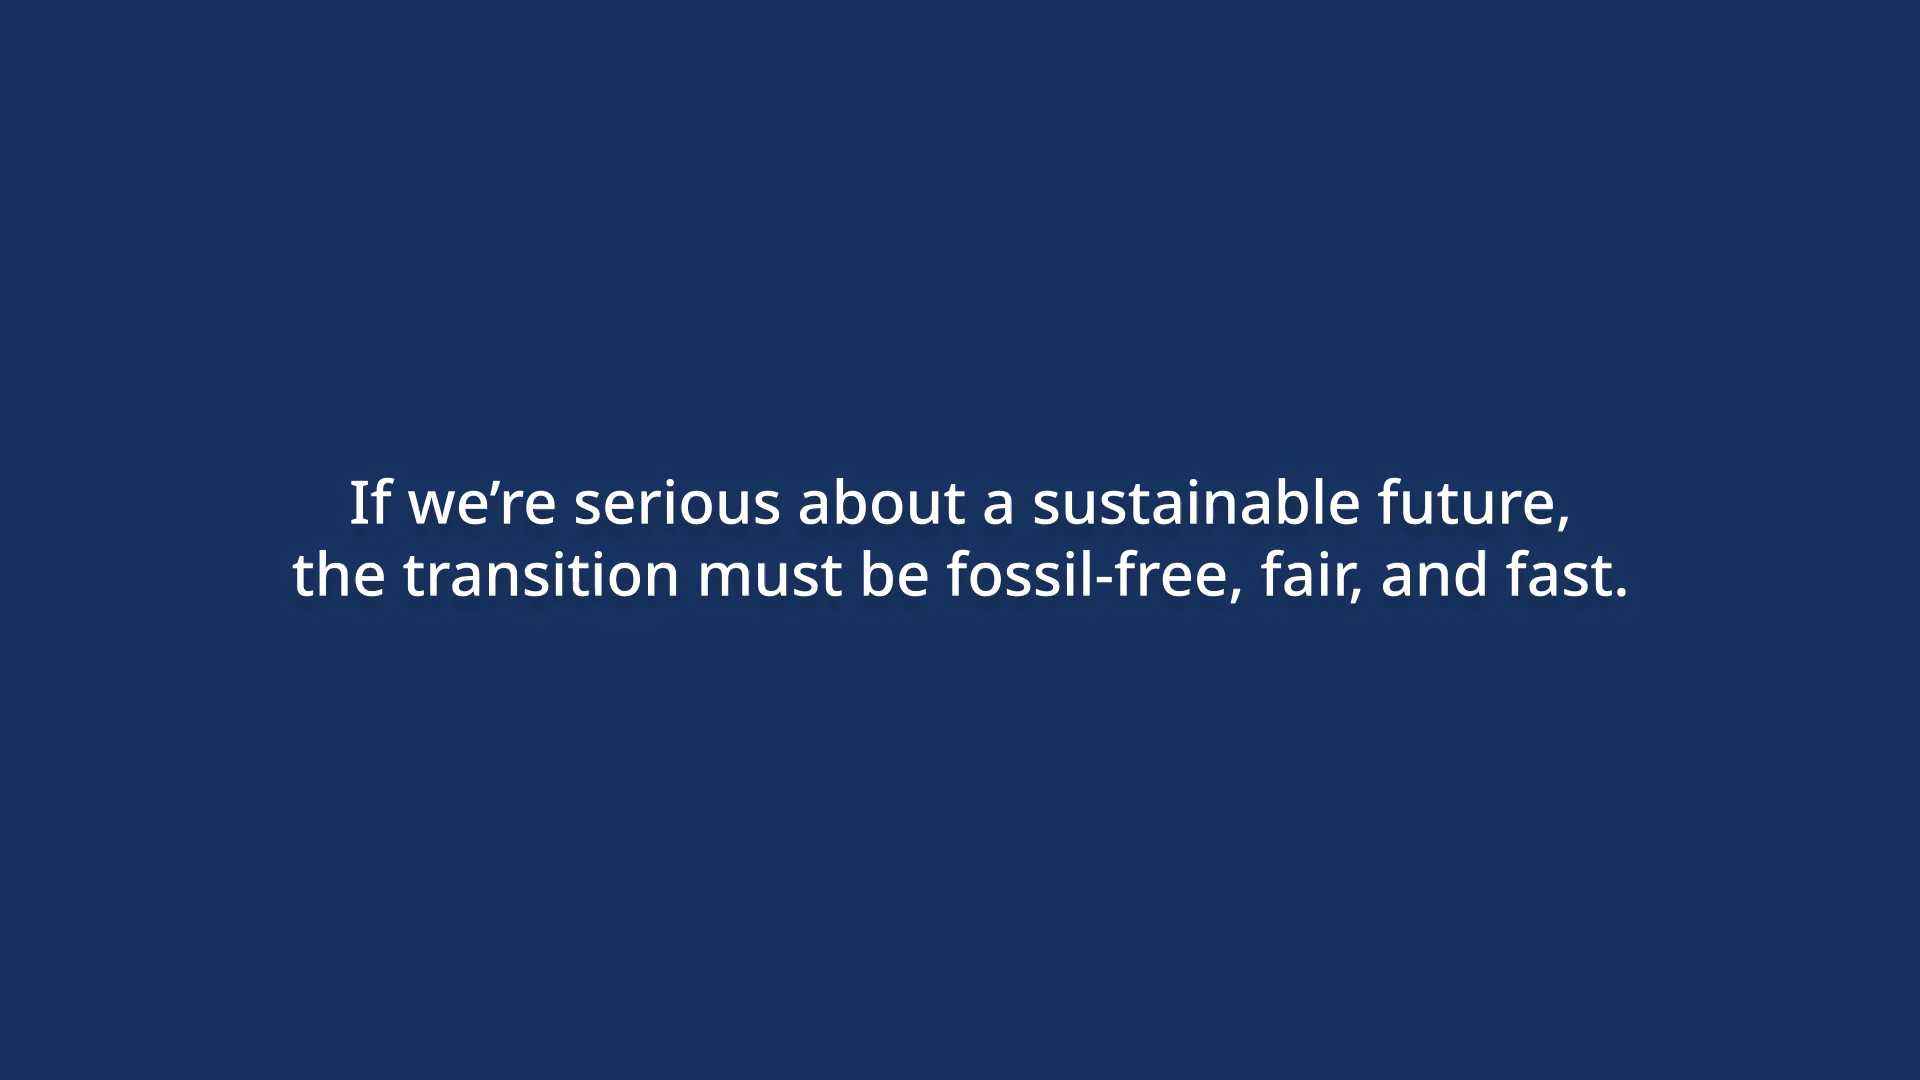 If we’re serious about a sustainable future,
the transition must be fossil-free, fair, and fast.